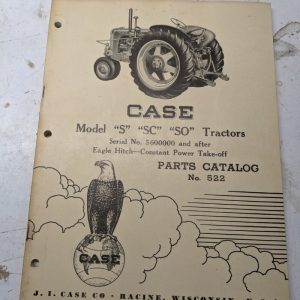 CASE
Model "S" "SC" "SO" Tractors
Serial No. 5600000 and after
Eagle Hitch—Constant Power Take-off
PARTS CATALOG
No. 522
CASE
J. I. CASE CO - RACINE, WISCONSIN,